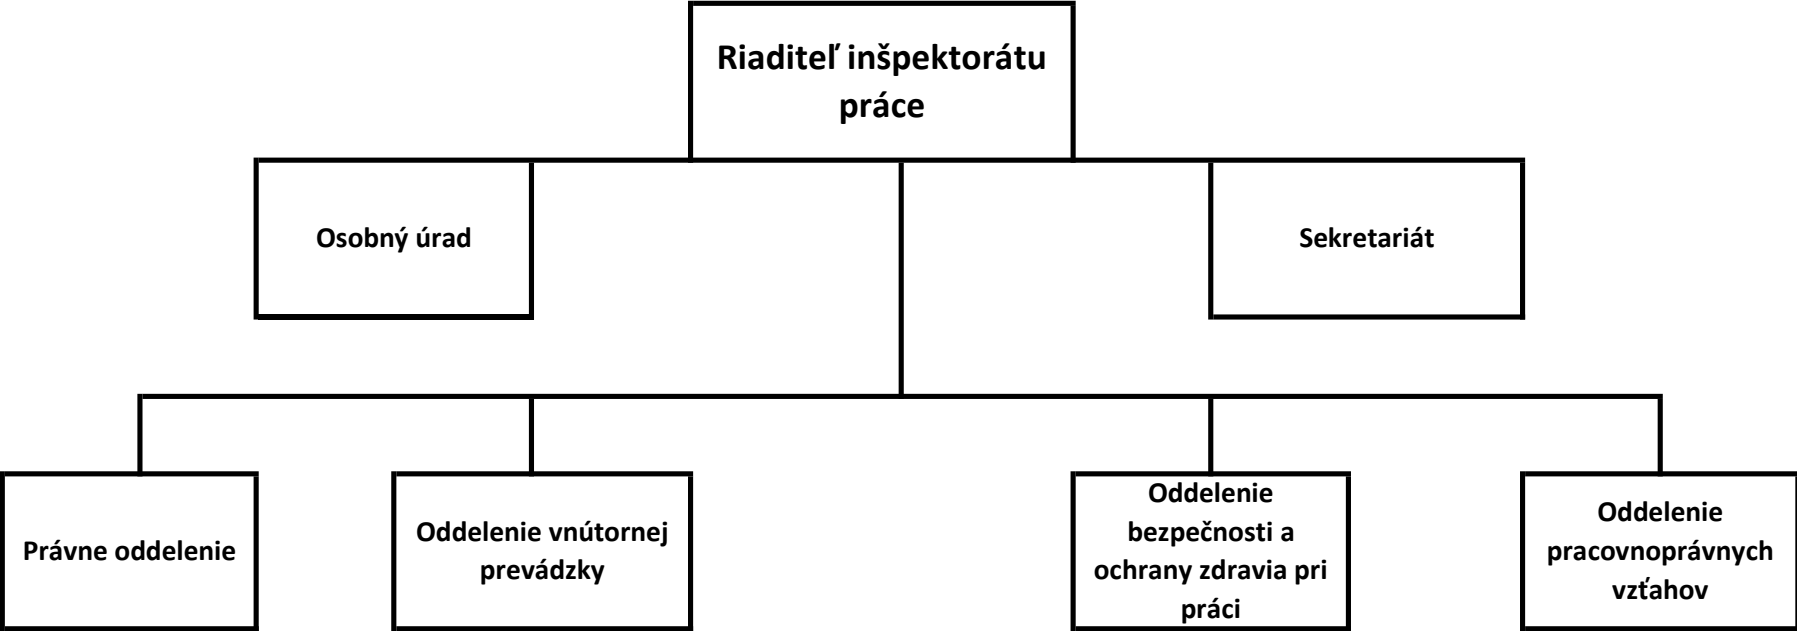 Riaditeľ inšpektorátu
práce
Osobný úrad
Sekretariát
Právne oddelenie
Oddelenie vnútornej
prevádzky
Oddelenie
bezpečnosti a
ochrany zdravia pri
práci
Oddelenie
pracovnoprávnych
vzťahov